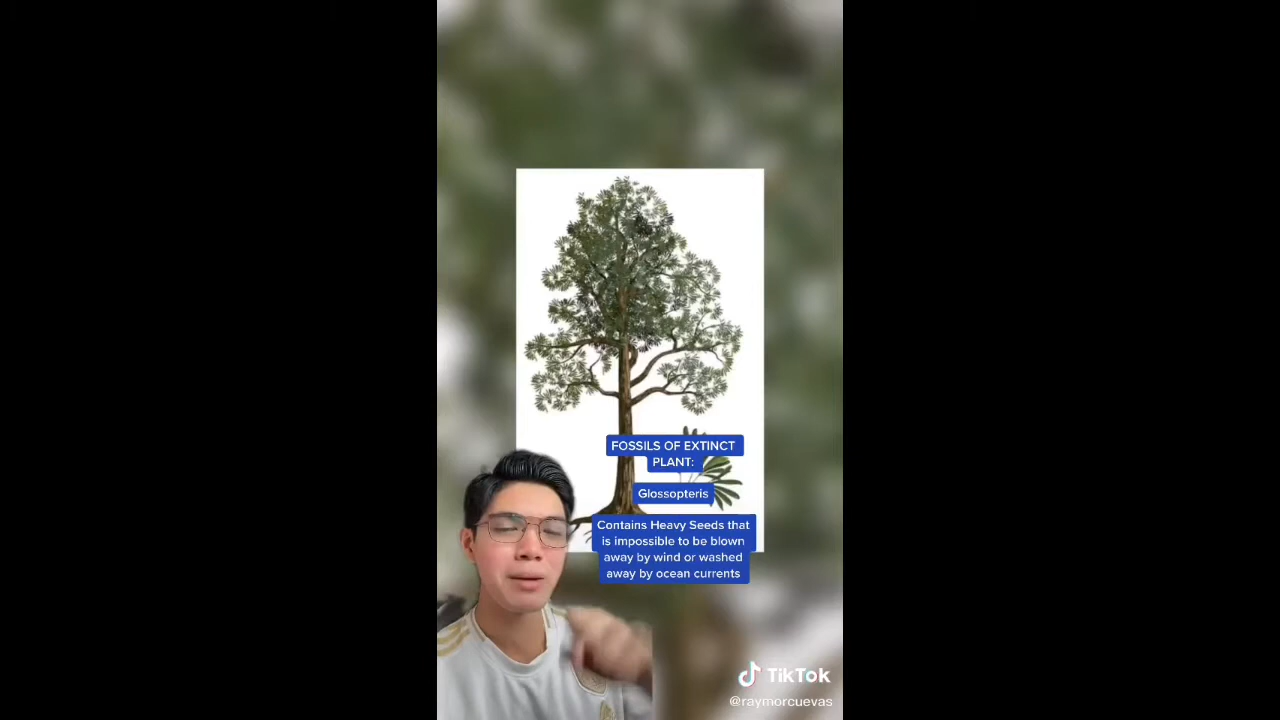 FOSSILS OF EXTINCT
PLANT:
Glossopteris
Contains Heavy Seeds that
is impossible to be blown
away by wind or washed
away by ocean currents
TikTok
@raymorcuevas